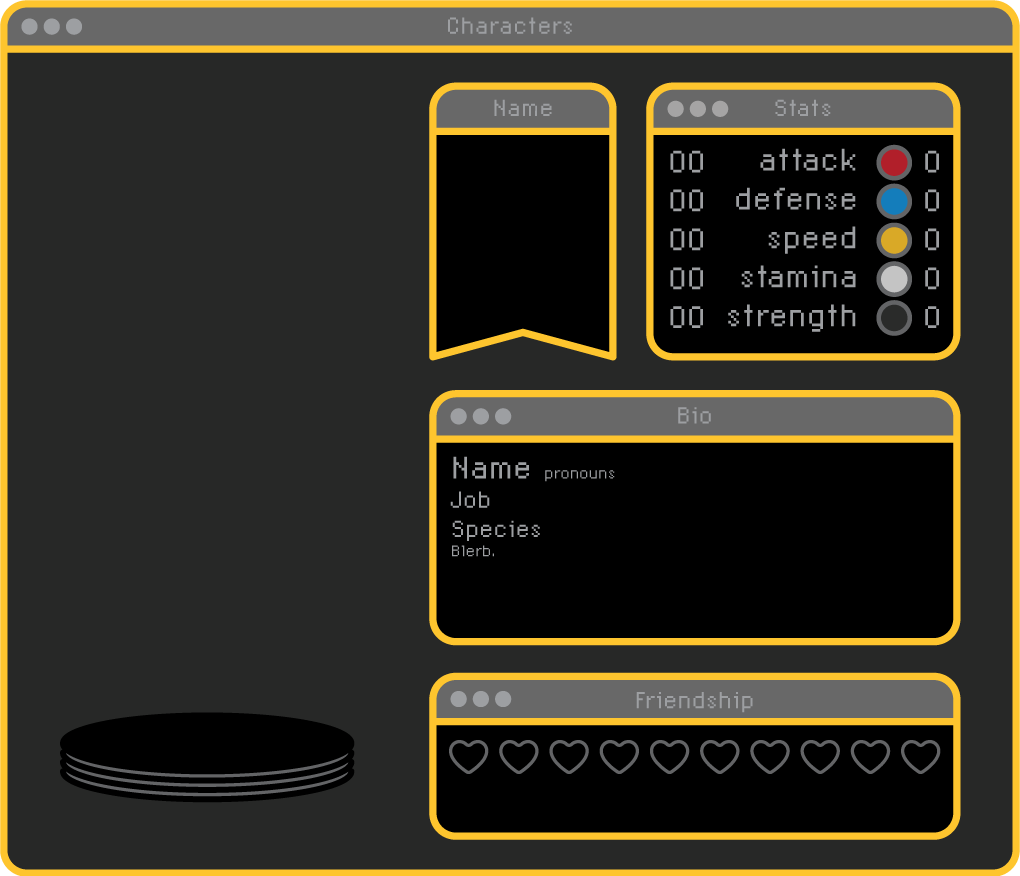 Characters
Name
Stats
00 attack 0
00 defense 0
00 speed 0
00 stamina 0
00 strength 0
Bio
Name pronouns
Job
Species
Blerb.
Friendship